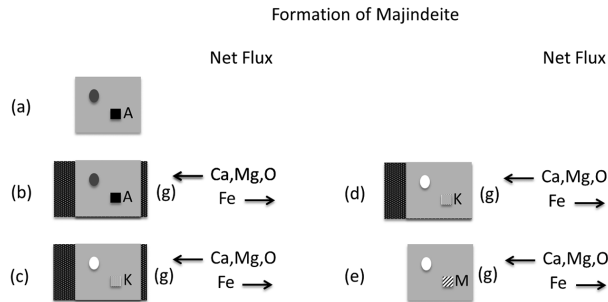 Formation of Majindeite
Net Flux
Net Flux
(a)
A
(b)
A
(g)
Ca,Mg,O
Fe
(c)
K
(g)
Ca,Mg,O
Fe
(d)
K
(g)
Ca,Mg,O
Fe
(e)
M
(g)
Ca,Mg,O
Fe